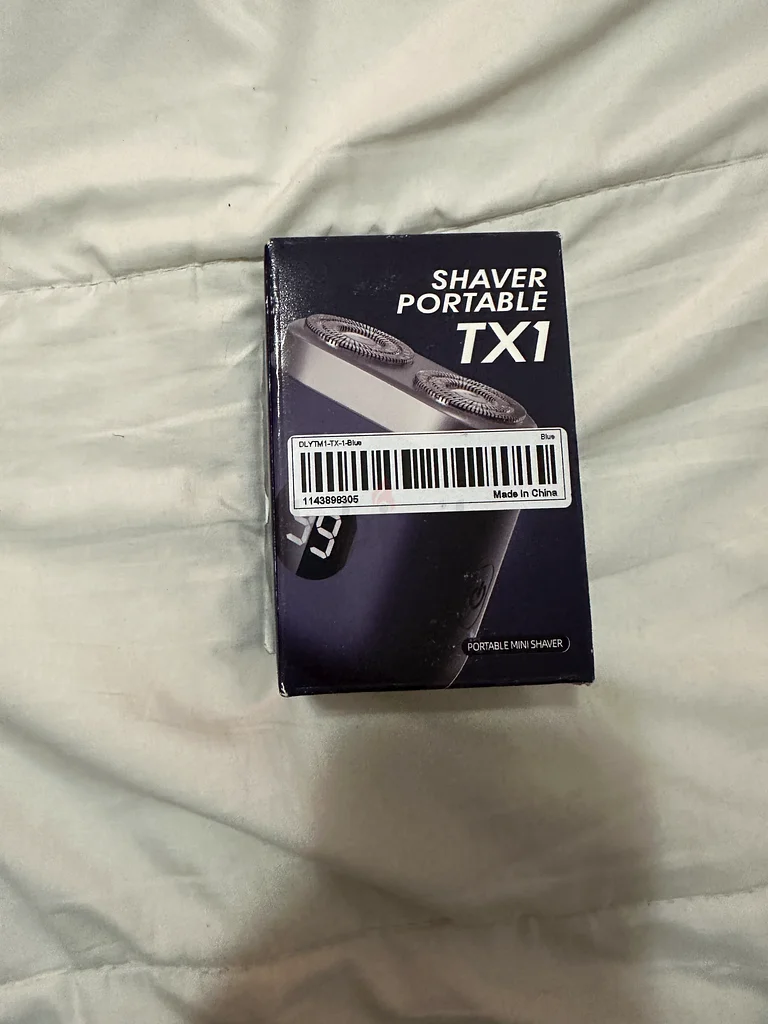 SHAVER
PORTABLE
TX1
DLYTM1-TX-1-Blue
Blue
1143898305
Made In China
PORTABLE MINI SHAVER